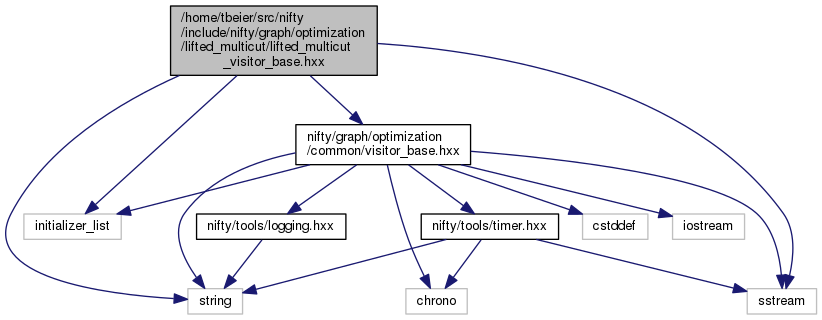 /home/tbeier/src/nifty
/include/nifty/graph/optimization
/lifted_multicut/lifted_multicut
_visitor_base.hxx
nifty/graph/optimization
/common/visitor_base.hxx
initializer_list
nifty/tools/logging.hxx
nifty/tools/timer.hxx
cstddef
iostream
string
chrono
sstream